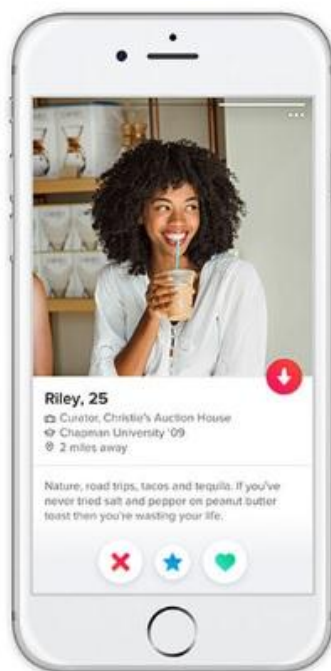 Riley, 25
Curator, Christie's Auction House
Chapman University '09
2 miles away
Nature, road trips, tacos and tequila. If you've
never tried salt and pepper on peanut butter
toast then you're wasting your life.